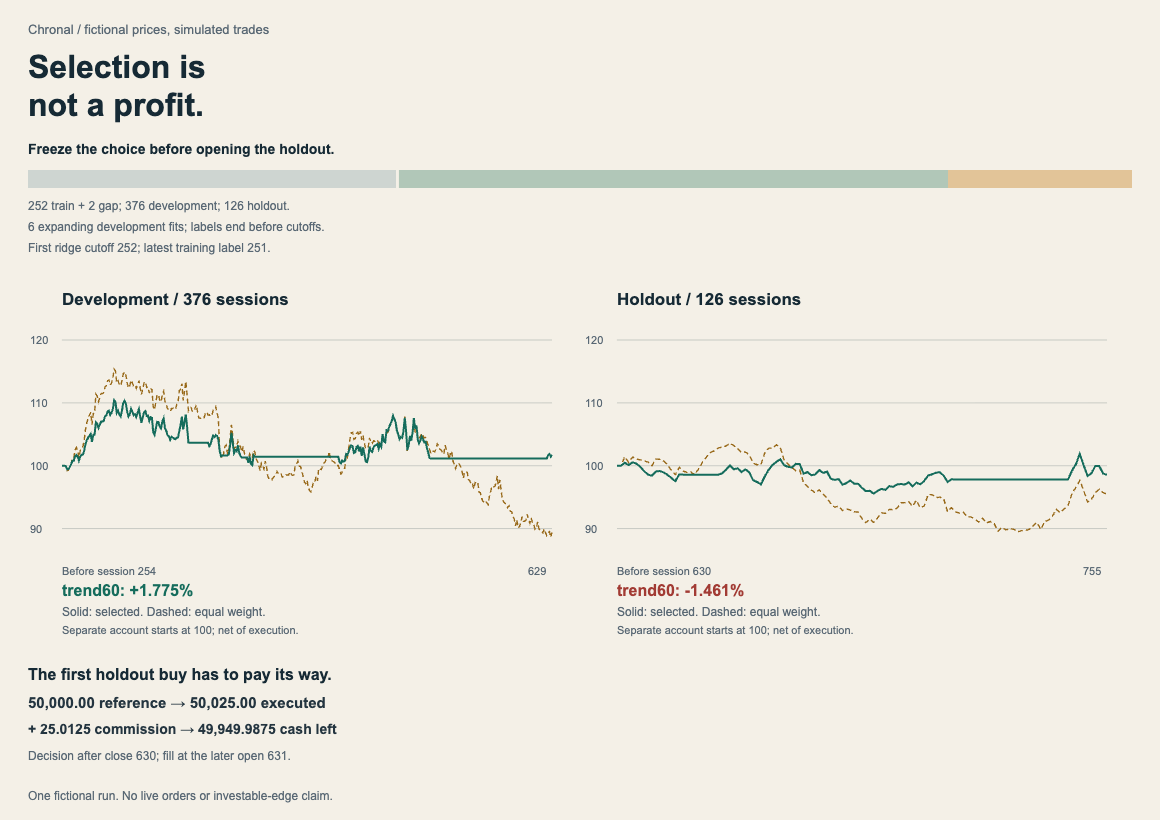 Chronal / fictional prices, simulated trades
Selection is
not a profit.
Freeze the choice before opening the holdout.
252 train + 2 gap; 376 development; 126 holdout.
6 expanding development fits; labels end before cutoffs.
First ridge cutoff 252; latest training label 251.
Development / 376 sessions
120
110
100
90
Before session 254
629
trend60: +1.775%
Solid: selected. Dashed: equal weight.
Separate account starts at 100; net of execution.
Holdout / 126 sessions
120
110
100
90
Before session 630
755
trend60: -1.461%
Solid: selected. Dashed: equal weight.
Separate account starts at 100; net of execution.
The first holdout buy has to pay its way.
50,000.00 reference → 50,025.00 executed
+ 25.0125 commission → 49,949.9875 cash left
Decision after close 630; fill at the later open 631.
One fictional run. No live orders or investable-edge claim.